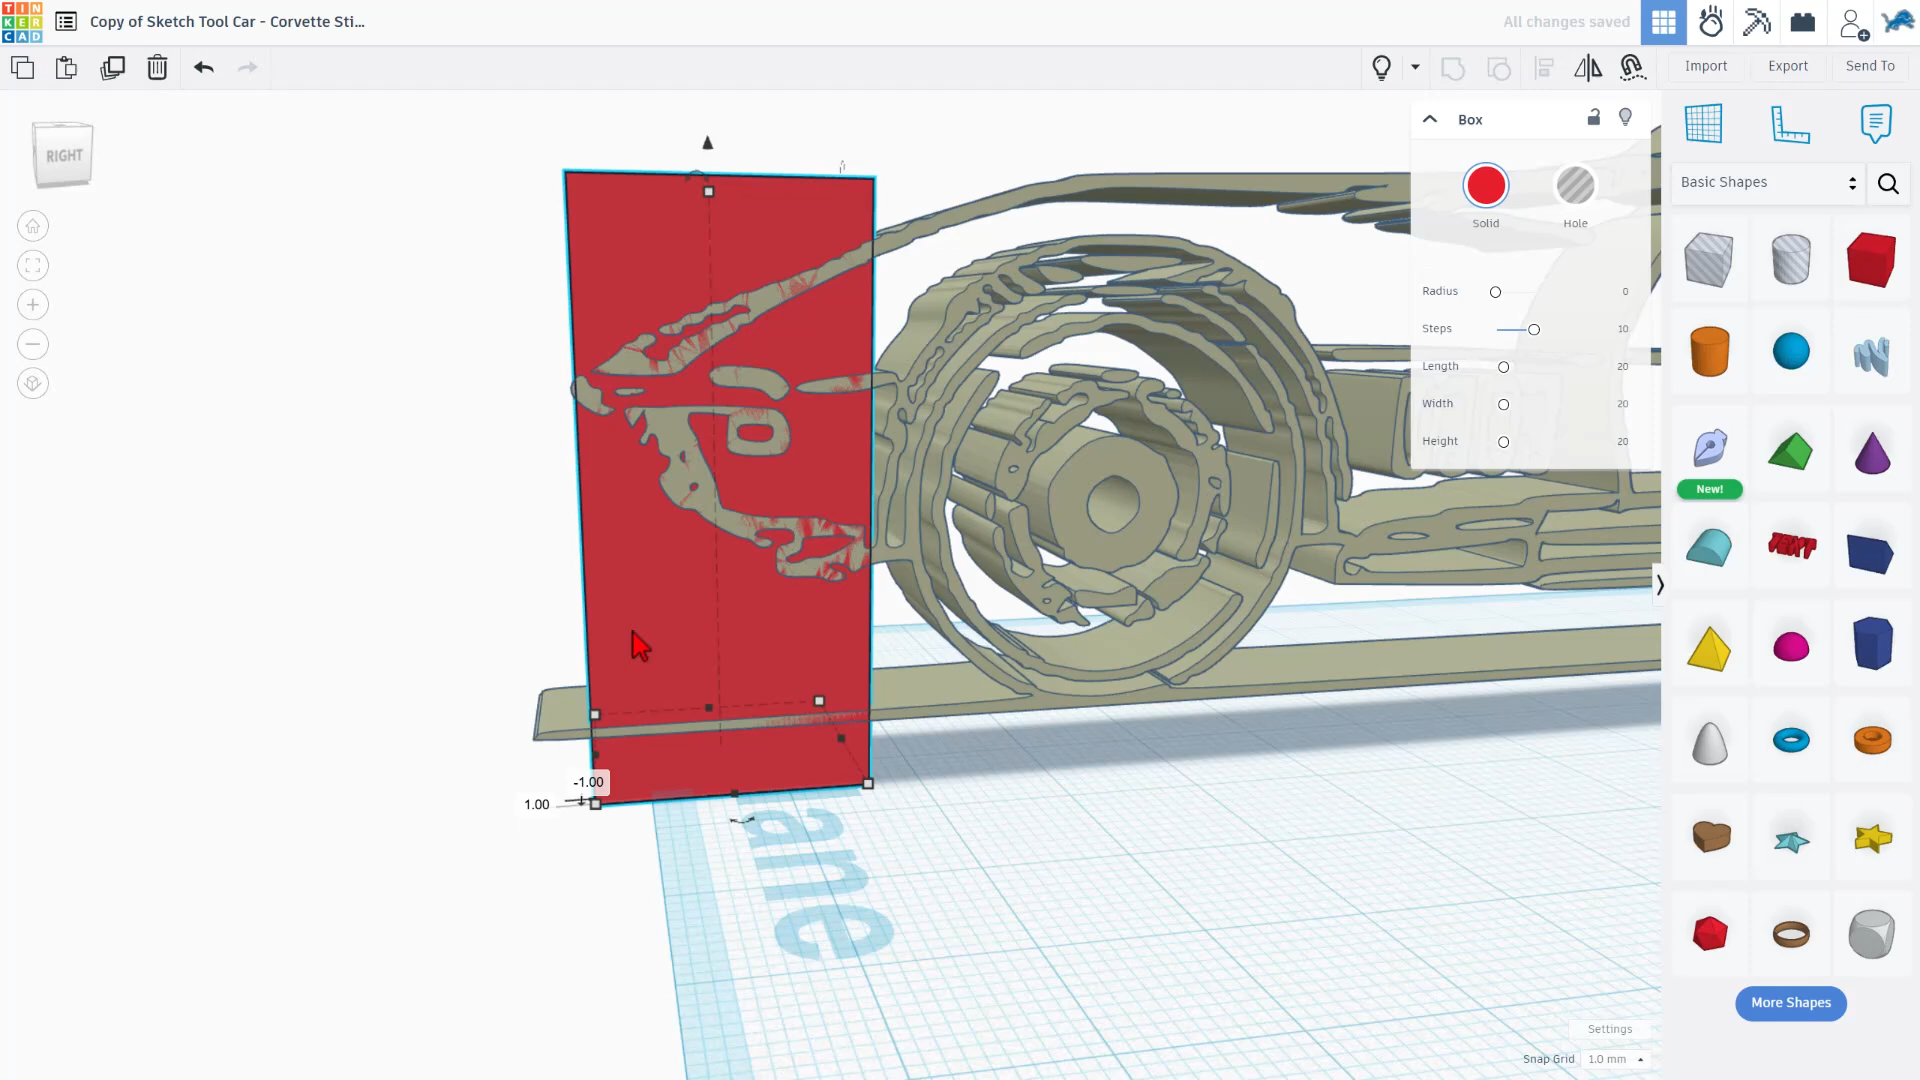 TIN
KER
CAD
Copy of Sketch Tool Car - Corvette Sti...
All changes saved
Import
Export
Send To
RIGHT
Box
Solid
Hole
Radius 0
Steps 10
Length 20
Width 20
Height 20
Basic Shapes
New!
TEXT
-1.00
1.00
ane
More Shapes
Settings
Snap Grid 1.0 mm